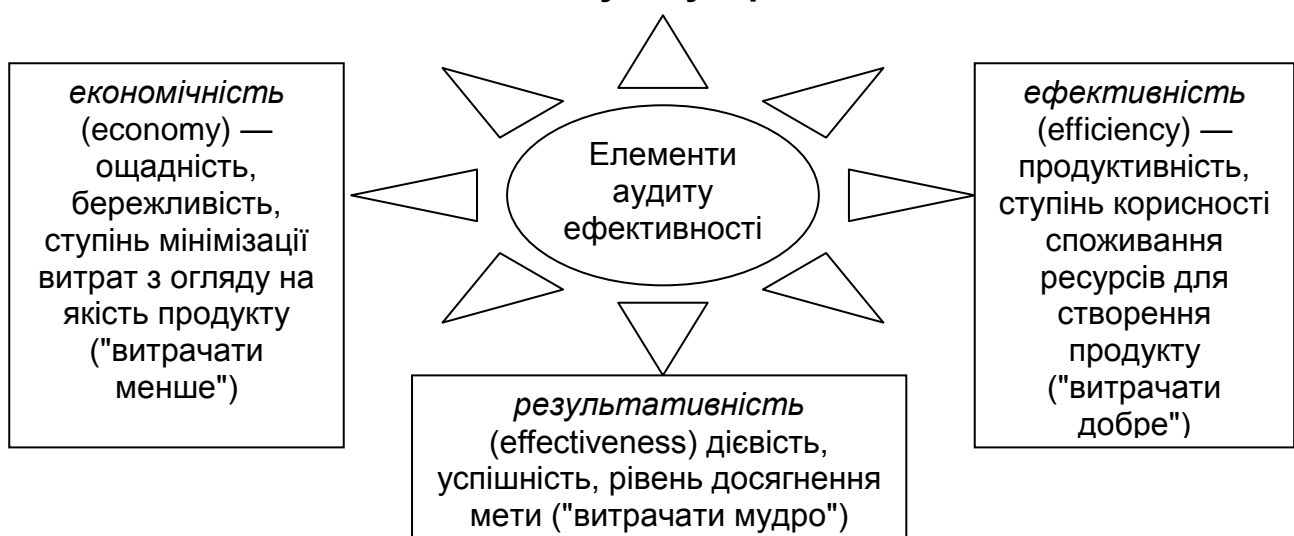 економічність
(economy) —
ощадність,
бережливість,
ступінь мінімізації
витрат з огляду на
якість продукту
("витрачати
менше")
Елементи
аудиту
ефективності
ефективність
(efficiency) —
продуктивність,
ступінь корисності
споживання
ресурсів для
створення
продукту
("витрачати
добре")
результативність
(effectiveness) дієвість,
успішність, рівень досягнення
мети ("витрачати мудро")